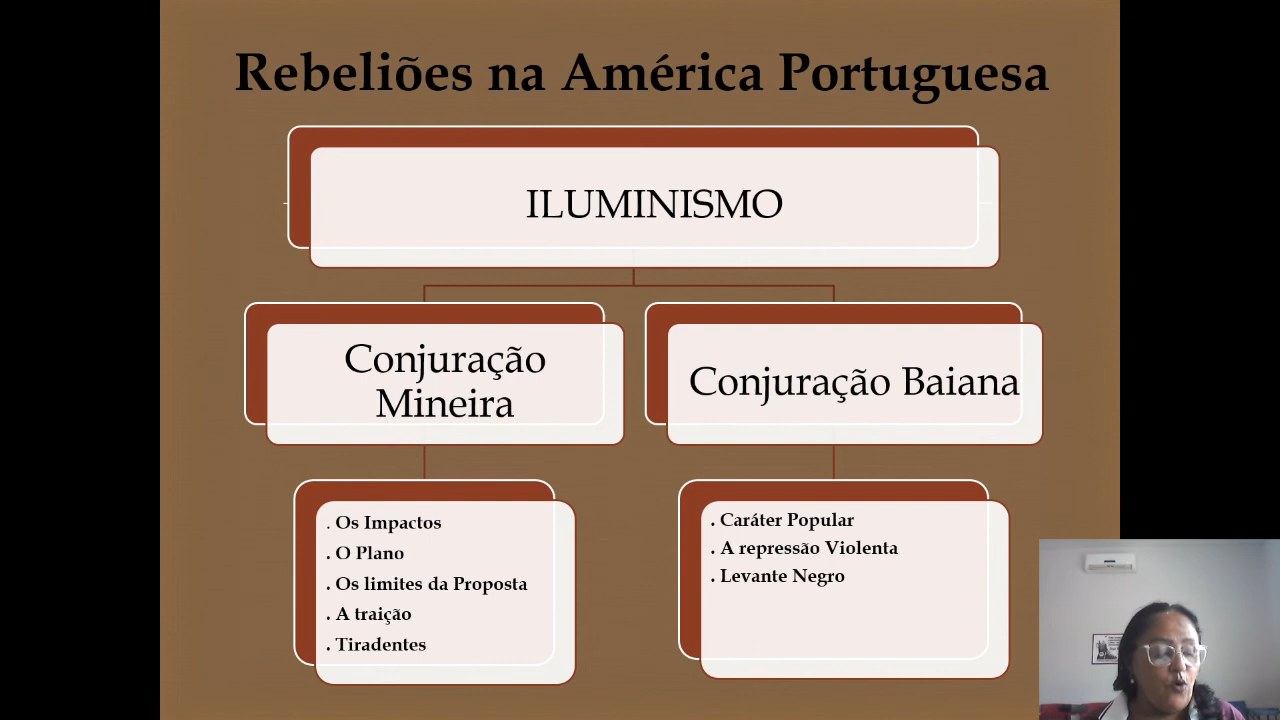 Rebeliões na América Portuguesa
ILUMINISMO
Conjuração
Mineira
Conjuração Baiana
. Os Impactos
. O Plano
. Os limites da Proposta
. A traição
. Tiradentes
. Caráter Popular
. A repressão Violenta
. Levante Negro